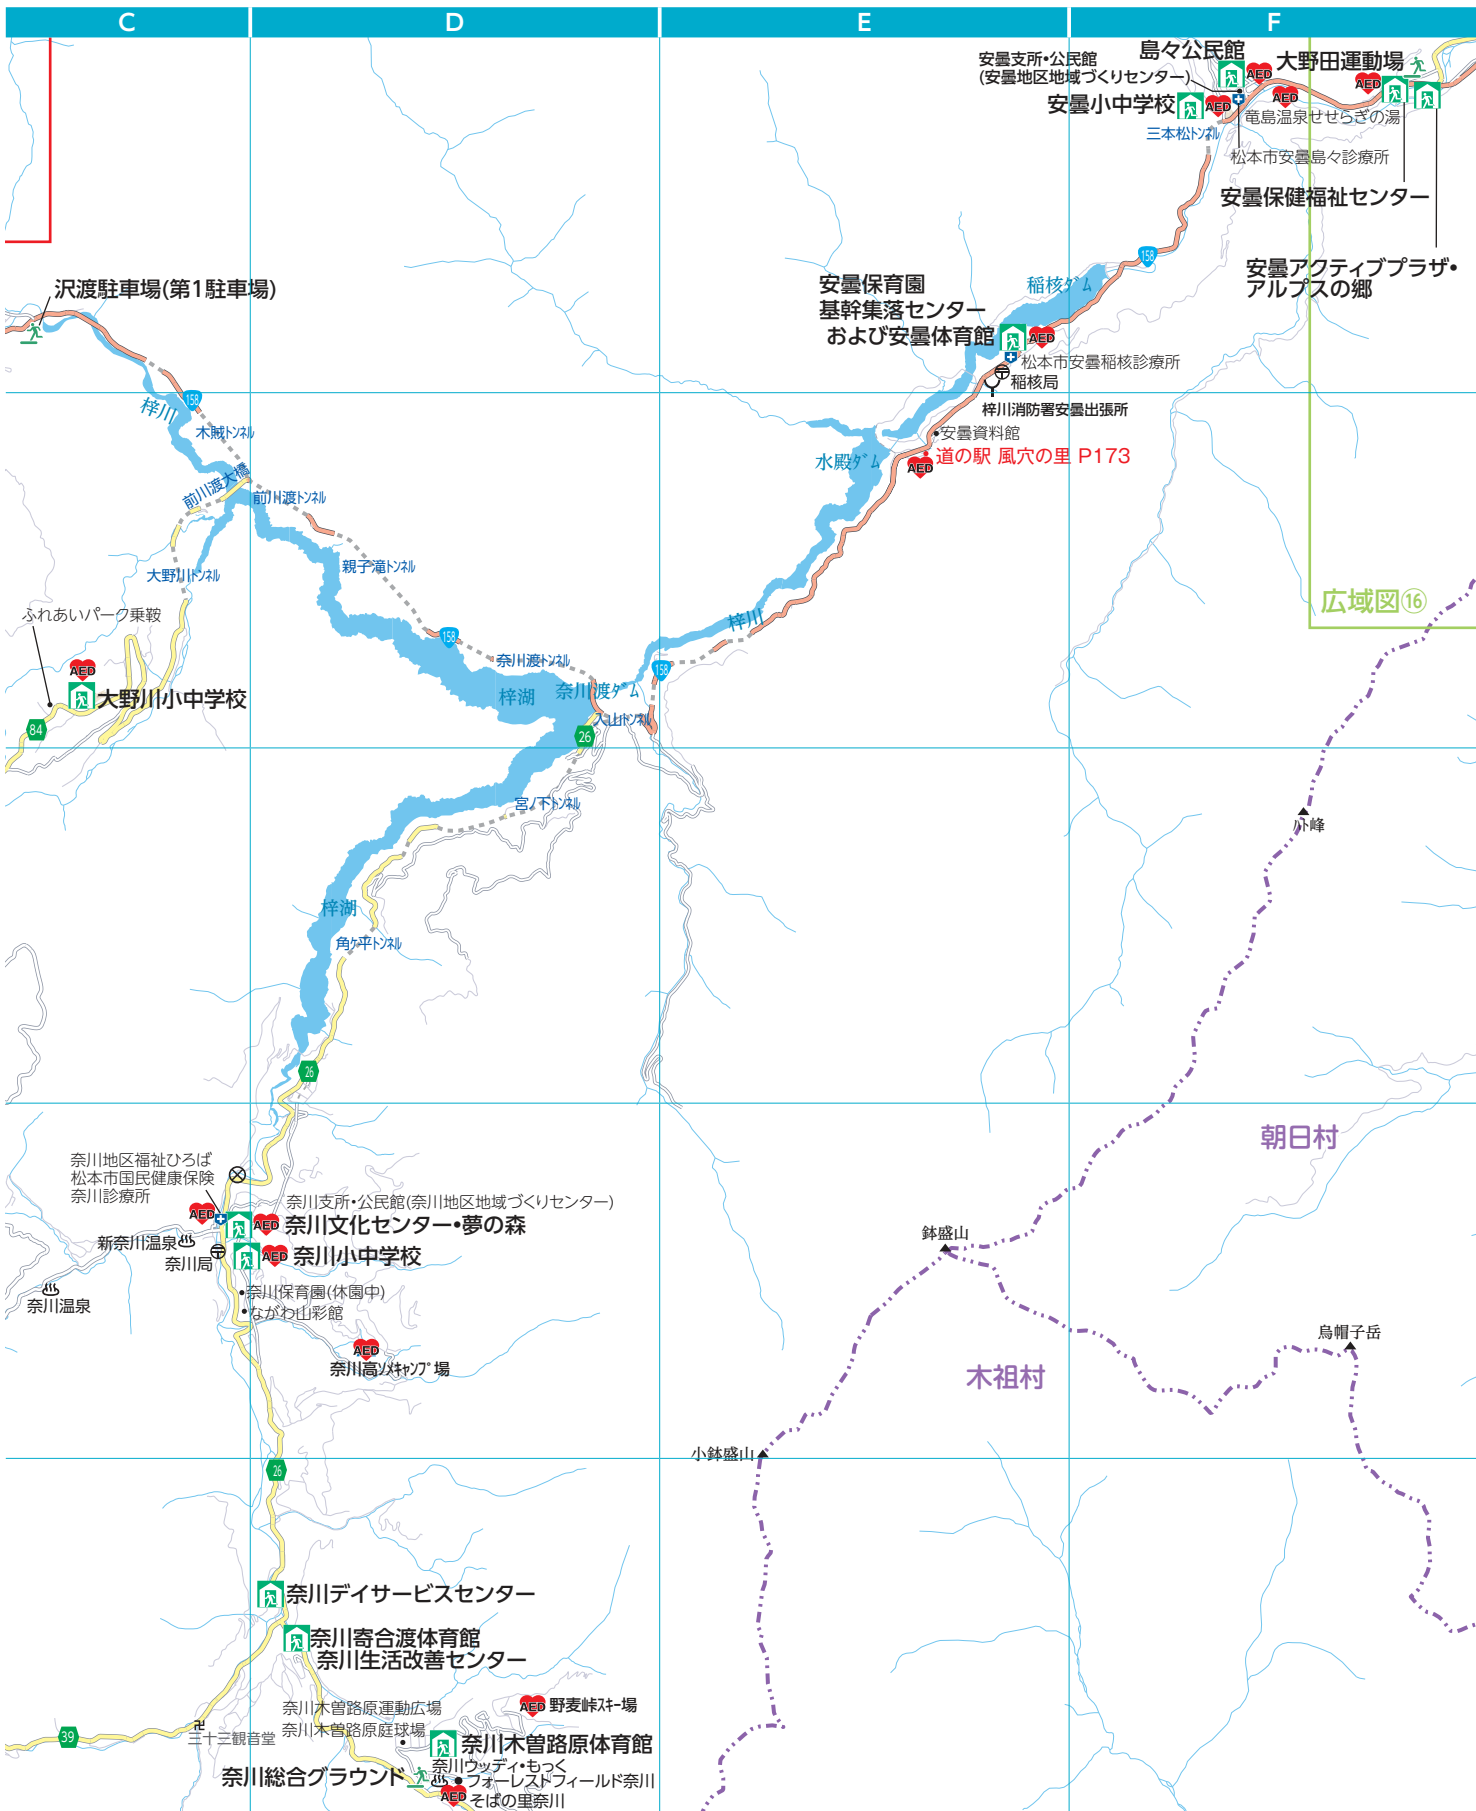 C
D
E
F
安曇支所・公民館
(安曇地区地域づくりセンター)
島々公民館
AED
大野田運動場
AED
AED
安曇小中学校
AED
竜島温泉せせらぎの湯
三本松トンネル
松本市安曇島々診療所
安曇保健福祉センター
158
安曇アクティブプラザ・
アルプスの郷
沢渡駐車場(第1駐車場)
安曇保育園
基幹集落センター
および安曇体育館
AED
稲核ダム
松本市安曇稲核診療所
稲核局
梓川消防署安曇出張所
安曇資料館
道の駅 風穴の里 P173
AED
水殿ダム
158
梓川
木賊トンネル
前川渡大橋
前川渡トンネル
親子滝トンネル
大野川トンネル
ふれあいパーク乗鞍
AED
大野川小中学校
84
158
奈川渡トンネル
梓湖
奈川渡ダム
158
梓川
入山トンネル
26
広域図⑯
宮ノ下トンネル
ハト峰
梓湖
角ケ平トンネル
26
朝日村
奈川地区福祉ひろば
松本市国民健康保険
奈川診療所
AED
奈川支所・公民館(奈川地区地域づくりセンター)
AED
奈川文化センター・夢の森
新奈川温泉
奈川局
AED
奈川小中学校
奈川温泉
奈川保育園(休園中)
ながわ山彩館
AED
奈川高ソメキャンプ場
鉢盛山
烏帽子岳
木祖村
小鉢盛山
26
奈川デイサービスセンター
奈川寄合渡体育館
奈川生活改善センター
39
三十三観音堂
奈川木曽路原運動広場
奈川木曽路原庭球場
AED
野麦峠スキー場
奈川木曽路原体育館
奈川総合グラウンド
奈川ウッディ・もっく
フォーレストフィールド奈川
AED
そばの里奈川